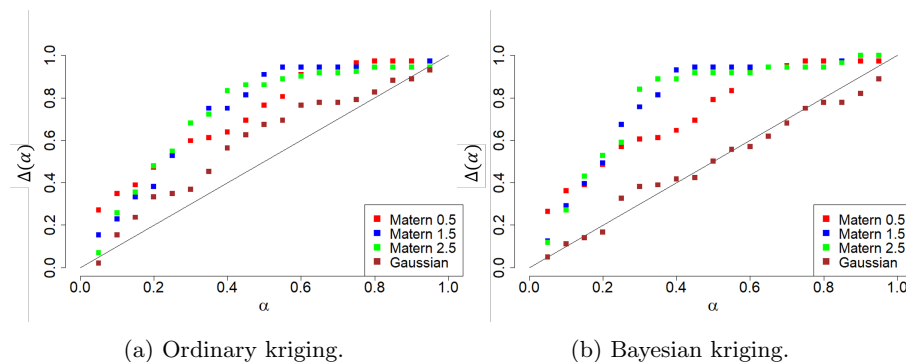 Δ(α)
1.0
0.8
0.6
0.4
0.2
0.0
0.0 0.2 0.4 0.6 0.8 1.0
α
Matern 0.5
Matern 1.5
Matern 2.5
Gaussian
(a) Ordinary kriging.
Δ(α)
1.0
0.8
0.6
0.4
0.2
0.0
0.0 0.2 0.4 0.6 0.8 1.0
α
Matern 0.5
Matern 1.5
Matern 2.5
Gaussian
(b) Bayesian kriging.